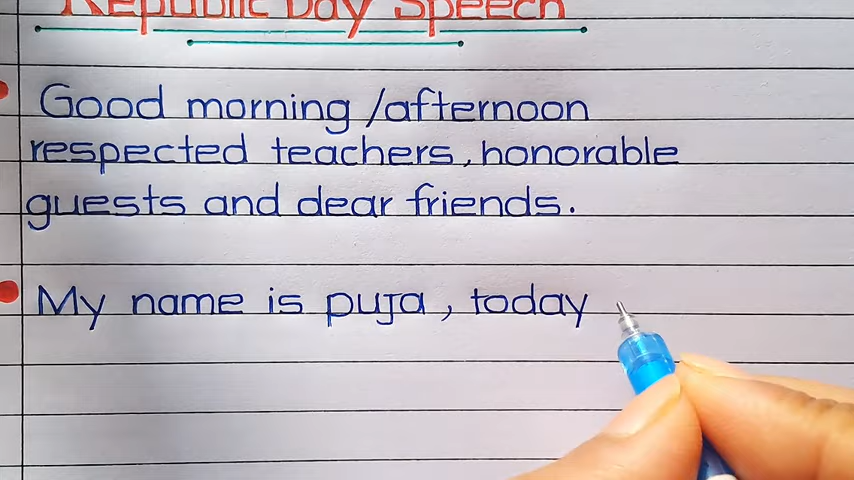 Republic Day Speech
Good morning /afternoon
respected teachers, honorable
guests and dear friends.
My name is puja, today